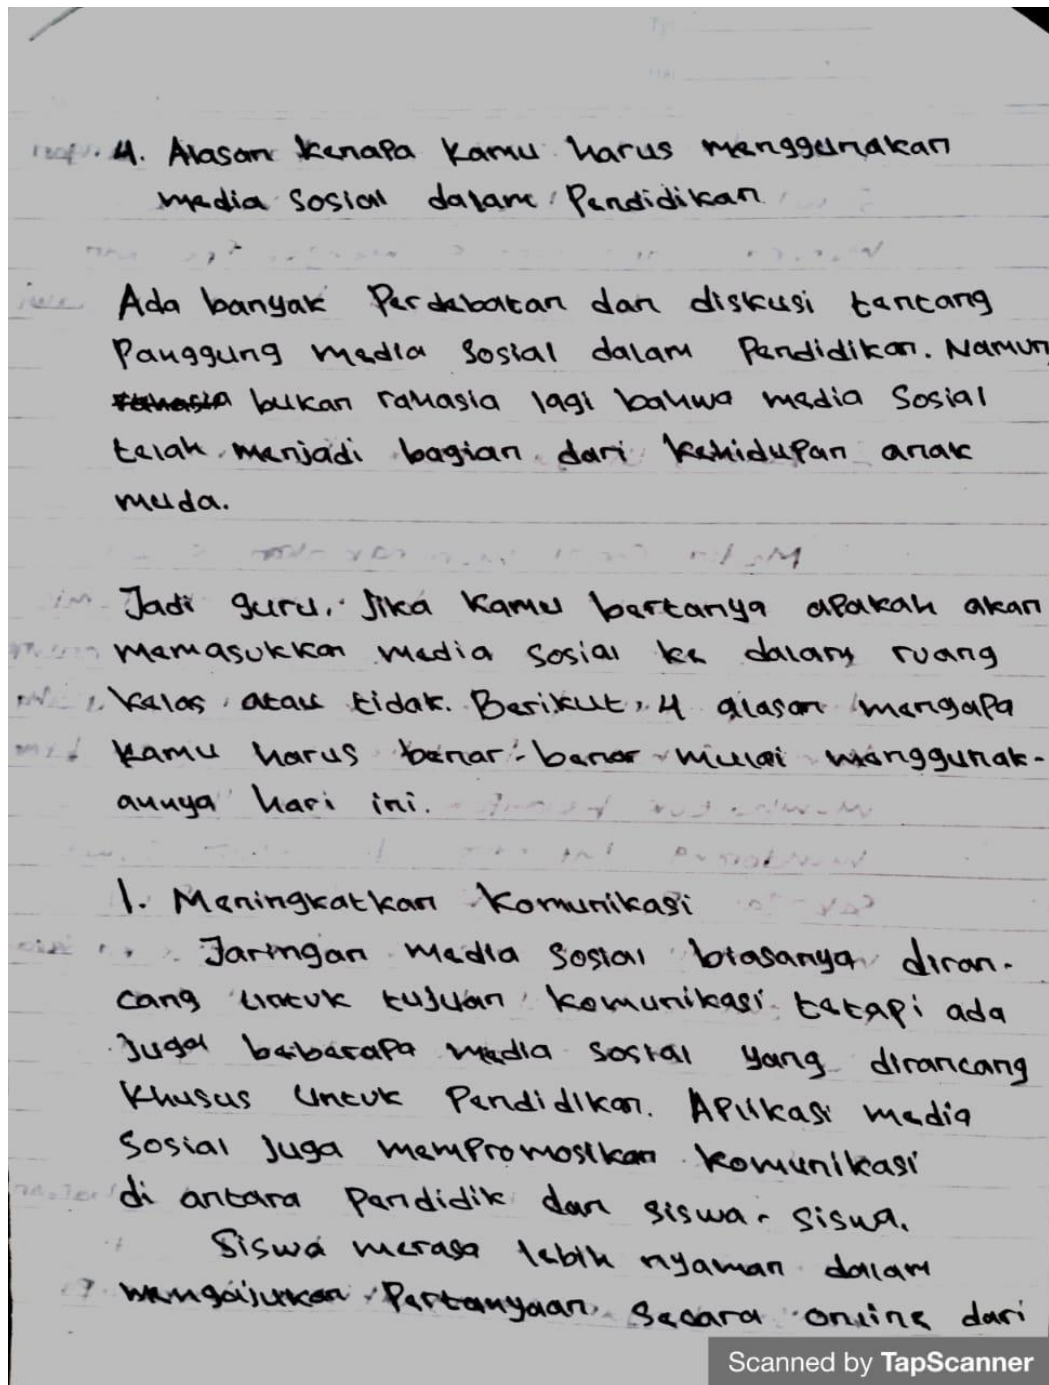 4. Alasan kenapa kamu harus menggunakan
media sosial dalam Pendidikan
Ada banyak Perdebatan dan diskusi tentang
Panggung media sosial dalam Pendidikan. Namun
bukan rahasia lagi bahwa media sosial
telah menjadi bagian dari kehidupan anak
muda.
Jadi guru, Jika kamu bertanya apakah akan
memasukkan media sosial ke dalam ruang
kelas atau tidak. Berikut, 4 alasan mengapa
kamu harus benar-benar mulai menggunak-
annya hari ini.
1. Meningkatkan komunikasi
Jaringan media sosial biasanya diran-
cang untuk tujuan komunikasi tetapi ada
juga beberapa media sosial yang dirancang
khusus untuk Pendidikan. Aplikasi media
sosial juga mempromosikan komunikasi
di antara Pendidik dan siswa-siswa.
Siswa merasa lebih nyaman dalam
mengajukan Pertanyaan secara online dari
Scanned by TapScanner